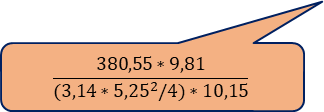 380,55 * 9,81
(3,14 * 5,25²/4) * 10,15